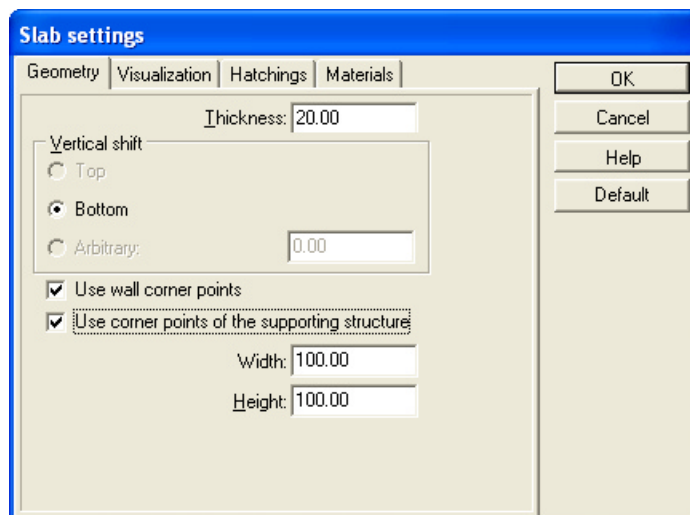 Slab settings
Geometry Visualization Hatchings Materials
OK
Thickness: 20.00
Cancel
Vertical shift
Help
Top
Default
Bottom
Arbitrary: 0.00
Use wall corner points
Use corner points of the supporting structure
Width: 100.00
Height: 100.00